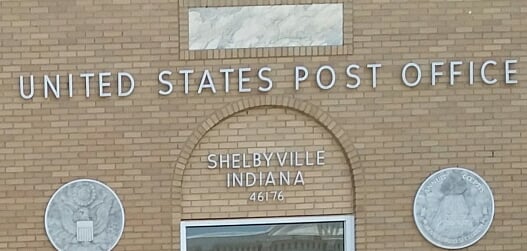 UNITED STATES POST OFFICE
SHELBYVILLE
INDIANA
46176